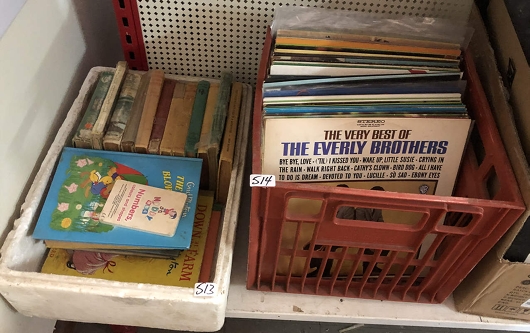 STEREO
THE VERY BEST OF
THE EVERLY BROTHERS
BYE BYE, LOVE • ('TIL) I KISSED YOU • WAKE UP, LITTLE SUSIE • CRYING IN
THE RAIN • WALK RIGHT BACK • CATHY'S CLOWN • BIRD DOG • ALL I HAVE
TO DO IS DREAM • DEVOTED TO YOU • LUCILLE • SO SAD • EBONY EYES
514
Numbers
THE
DOWN
FARM
513